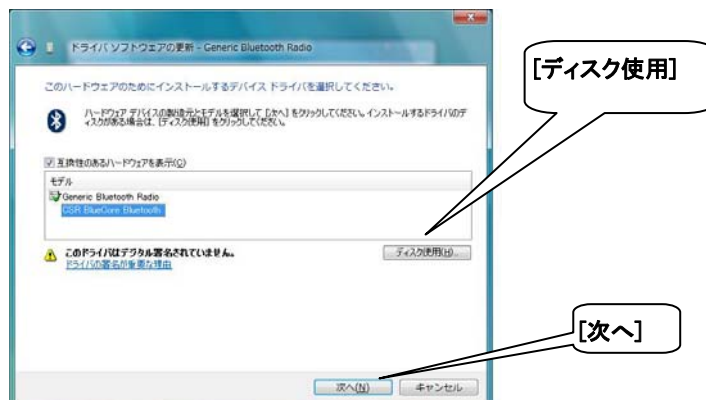 ドライバ ソフトウェアの更新 - Generic Bluetooth Radio
このハードウェアのためにインストールするデバイス ドライバを選択してください。
ハードウェア デバイスの製造元とモデルを選択して [次へ] をクリックしてください。インストールするドライバのデ
ィスクがある場合は、[ディスク使用] をクリックしてください。
互換性のあるハードウェアを表示(C)
モデル
Generic Bluetooth Radio
CSR BlueCore Bluetooth
このドライバはデジタル署名されていません。
ドライバの署名が重要な理由
ディスク使用(H)...
次へ(N)
キャンセル
[ディスク使用]
[次へ]